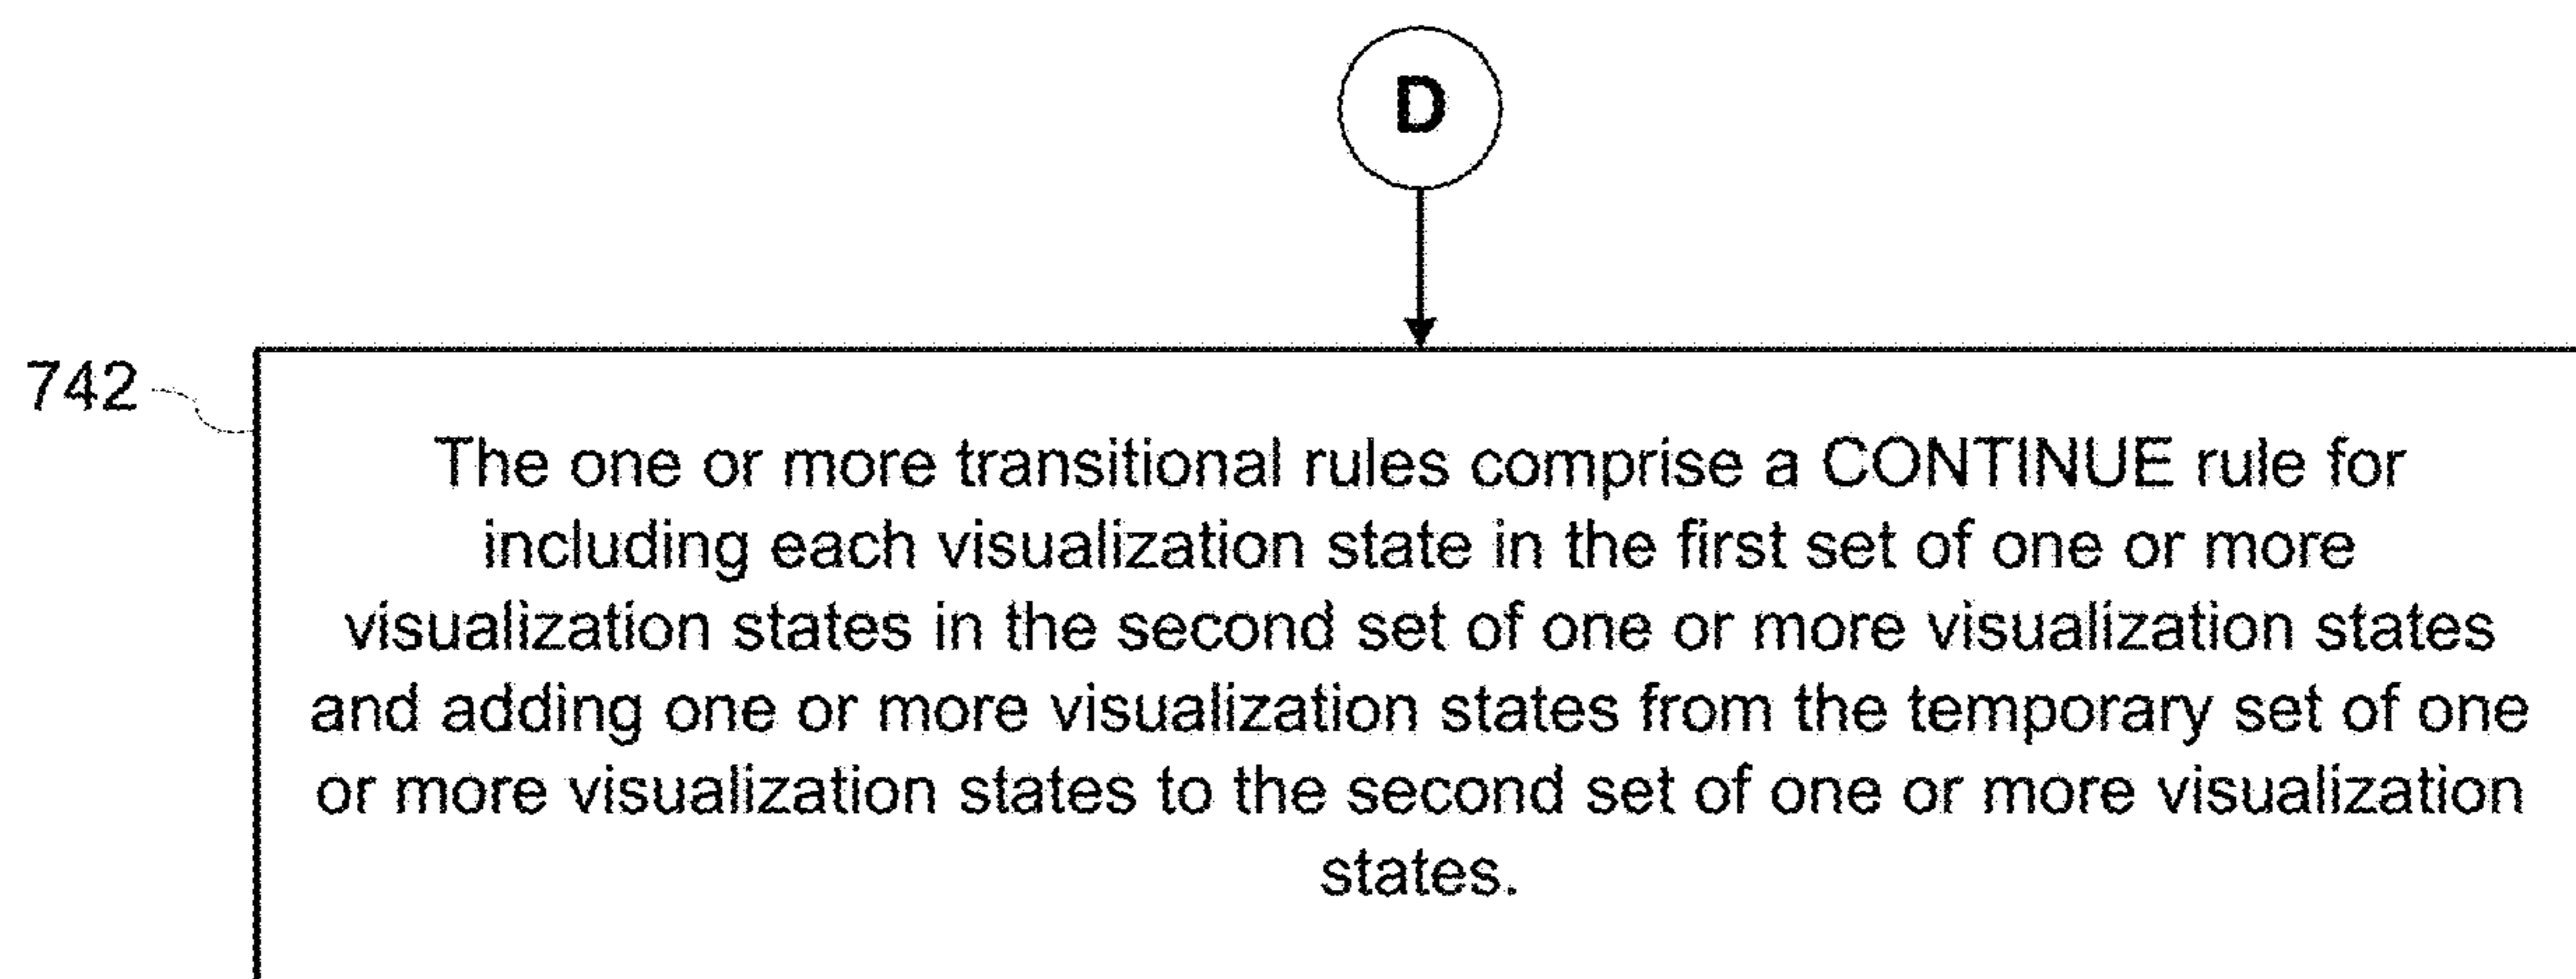 D
742
The one or more transitional rules comprise a CONTINUE rule for
including each visualization state in the first set of one or more
visualization states in the second set of one or more visualization states
and adding one or more visualization states from the temporary set of one
or more visualization states to the second set of one or more visualization
states.